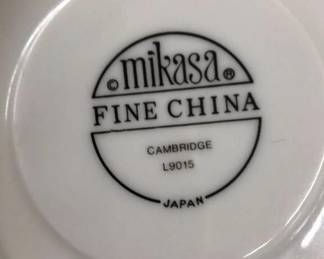 © mikasa ®
FINE CHINA
CAMBRIDGE
L9015
JAPAN